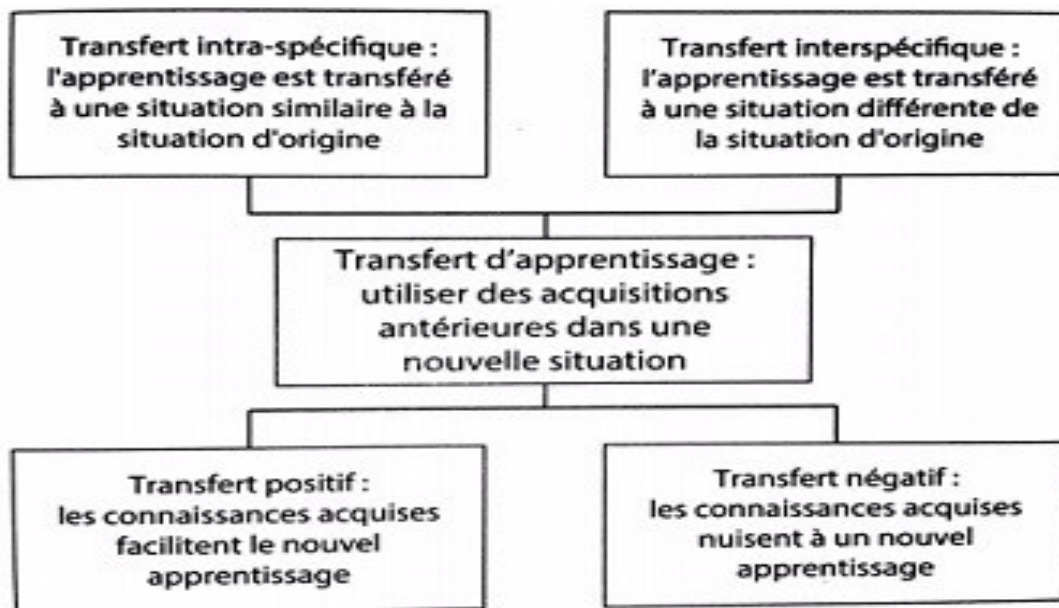 Transfert intra-spécifique :
l'apprentissage est transféré
à une situation similaire à la
situation d'origine
Transfert interspécifique :
l'apprentissage est transféré
à une situation différente de
la situation d'origine
Transfert d'apprentissage :
utiliser des acquisitions
antérieures dans une
nouvelle situation
Transfert positif :
les connaissances acquises
facilitent le nouvel
apprentissage
Transfert négatif :
les connaissances acquises
nuisent à un nouvel
apprentissage